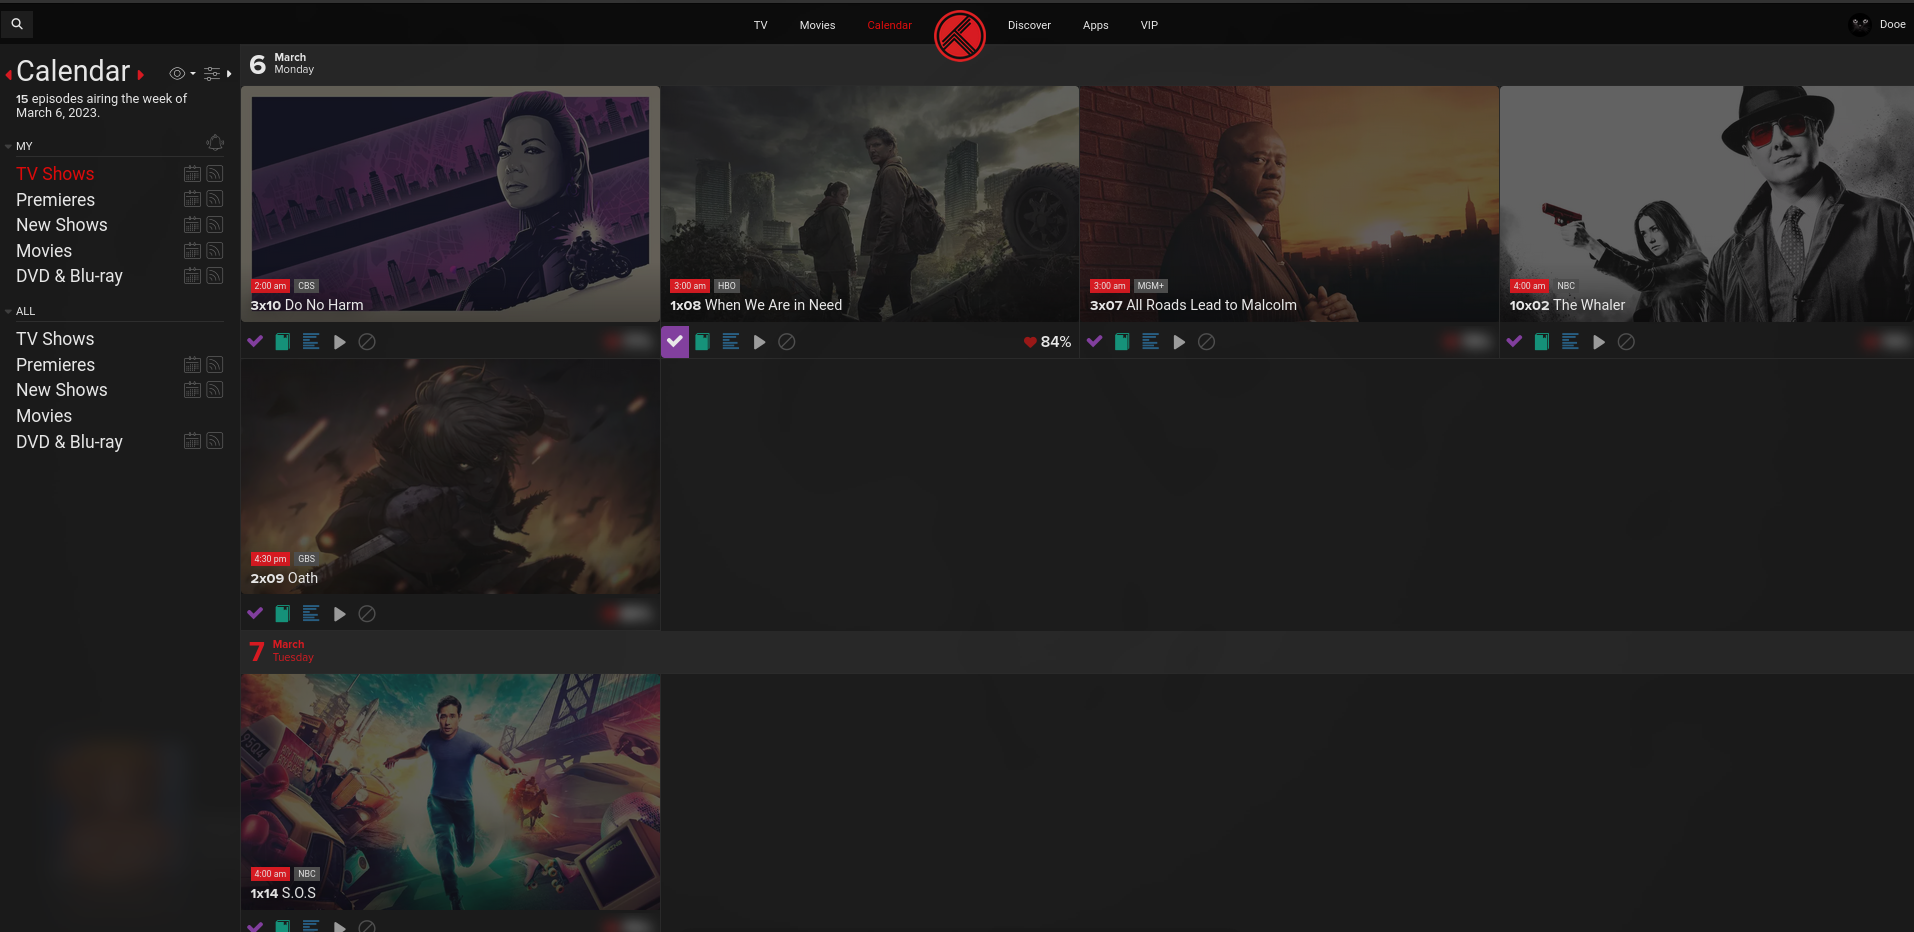 TV Movies Calendar Discover Apps VIP Dooe
Calendar
15 episodes airing the week of
March 6, 2023.
MY
TV Shows
Premieres
New Shows
Movies
DVD & Blu-ray
ALL
TV Shows
Premieres
New Shows
Movies
DVD & Blu-ray
6 March
Monday
2:00 am CBS
3x10 Do No Harm
3:00 am HBO
1x08 When We Are in Need
84%
3:00 am MGM+
3x07 All Roads Lead to Malcolm
4:00 am NBC
10x02 The Whaler
4:30 pm GBS
2x09 Oath
7 March
Tuesday
4:00 am NBC
1x14 S.O.S